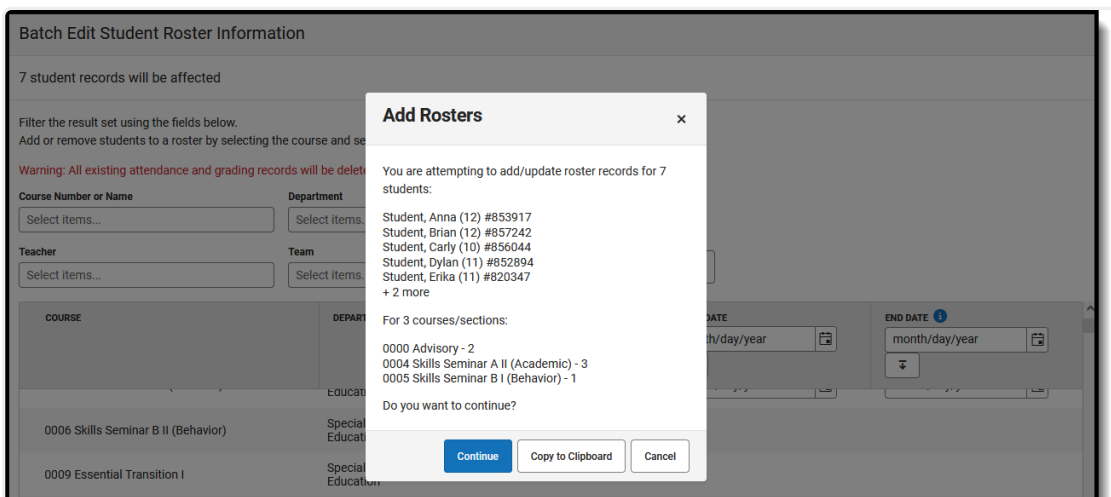 Batch Edit Student Roster Information
7 student records will be affected
Filter the result set using the fields below.
Add or remove students to a roster by selecting the course and se
Warning: All existing attendance and grading records will be delete
Course Number or Name
Department
Select items...
Select items.
Teacher
Team
Select items...
Select items.
COURSE
DEPART
DATE
END DATE
th/day/year
month/day/year
Educati
0006 Skills Seminar B II (Behavior)
Special
Educati
0009 Essential Transition I
Special
Education
Add Rosters
×
You are attempting to add/update roster records for 7
students:
Student, Anna (12) #853917
Student, Brian (12) #857242
Student, Carly (10) #856044
Student, Dylan (11) #852894
Student, Erika (11) #820347
+ 2 more
For 3 courses/sections:
0000 Advisory - 2
0004 Skills Seminar A II (Academic) - 3
0005 Skills Seminar B I (Behavior) - 1
Do you want to continue?
Continue
Copy to Clipboard
Cancel